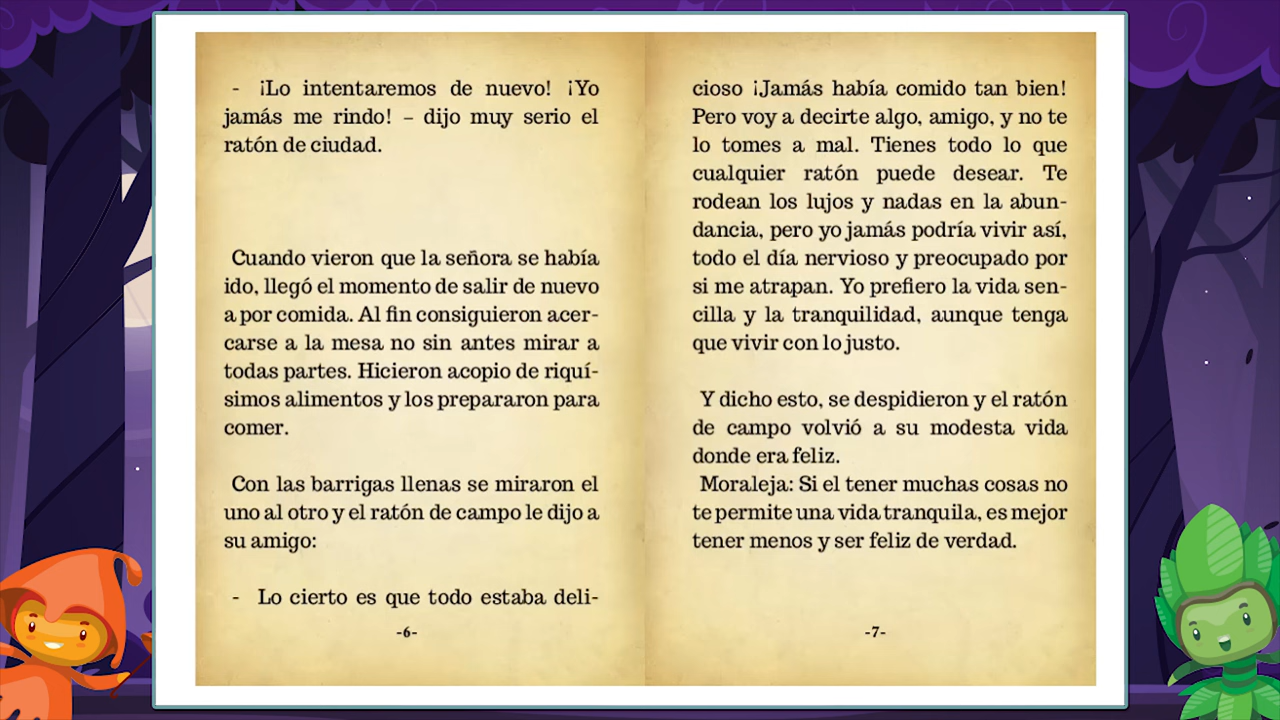 - ¡Lo intentaremos de nuevo! ¡Yo
jamás me rindo! – dijo muy serio el
ratón de ciudad.
Cuando vieron que la señora se había
ido, llegó el momento de salir de nuevo
a por comida. Al fin consiguieron acer-
carse a la mesa no sin antes mirar a
todas partes. Hicieron acopio de riquí-
simos alimentos y los prepararon para
comer.
Con las barrigas llenas se miraron el
uno al otro y el ratón de campo le dijo a
su amigo:
- Lo cierto es que todo estaba deli-
-6-
cioso ¡Jamás había comido tan bien!
Pero voy a decirte algo, amigo, y no te
lo tomes a mal. Tienes todo lo que
cualquier ratón puede desear. Te
rodean los lujos y nadas en la abun-
dancia, pero yo jamás podría vivir así,
todo el día nervioso y preocupado por
si me atrapan. Yo prefiero la vida sen-
cilla y la tranquilidad, aunque tenga
que vivir con lo justo.
Y dicho esto, se despidieron y el ratón
de campo volvió a su modesta vida
donde era feliz.
Moraleja: Si el tener muchas cosas no
te permite una vida tranquila, es mejor
tener menos y ser feliz de verdad.
-7-